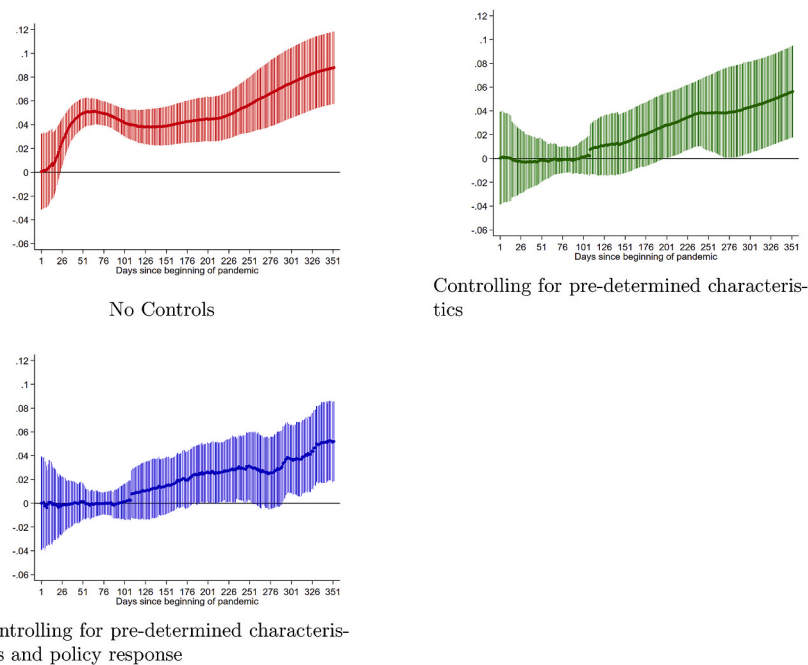 .12
.1
.08
.06
.04
.02
0
-.02
-.04
-.06
1 26 51 76 101 126 151 176 201 226 251 276 301 326 351
Days since beginning of pandemic
No Controls
.12
.1
.08
.06
.04
.02
0
-.02
-.04
-.06
1 26 51 76 101 126 151 176 201 226 251 276 301 326 351
Days since beginning of pandemic
Controlling for pre-determined characteris-
tics
.12
.1
.08
.06
.04
.02
0
-.02
-.04
-.06
1 26 51 76 101 126 151 176 201 226 251 276 301 326 351
Days since beginning of pandemic
ntrolling for pre-determined characteris-
s and policy response